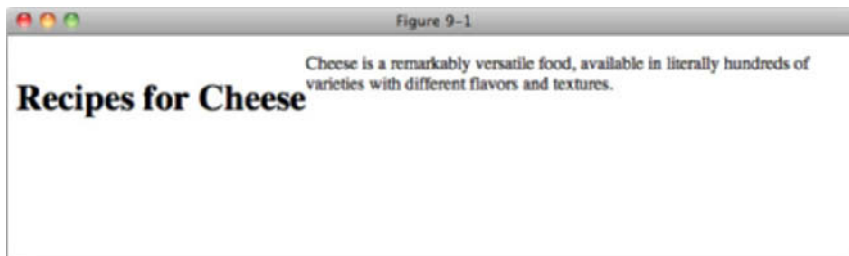 Figure 9–1
Cheese is a remarkably versatile food, available in literally hundreds of
varieties with different flavors and textures.
Recipes for Cheese